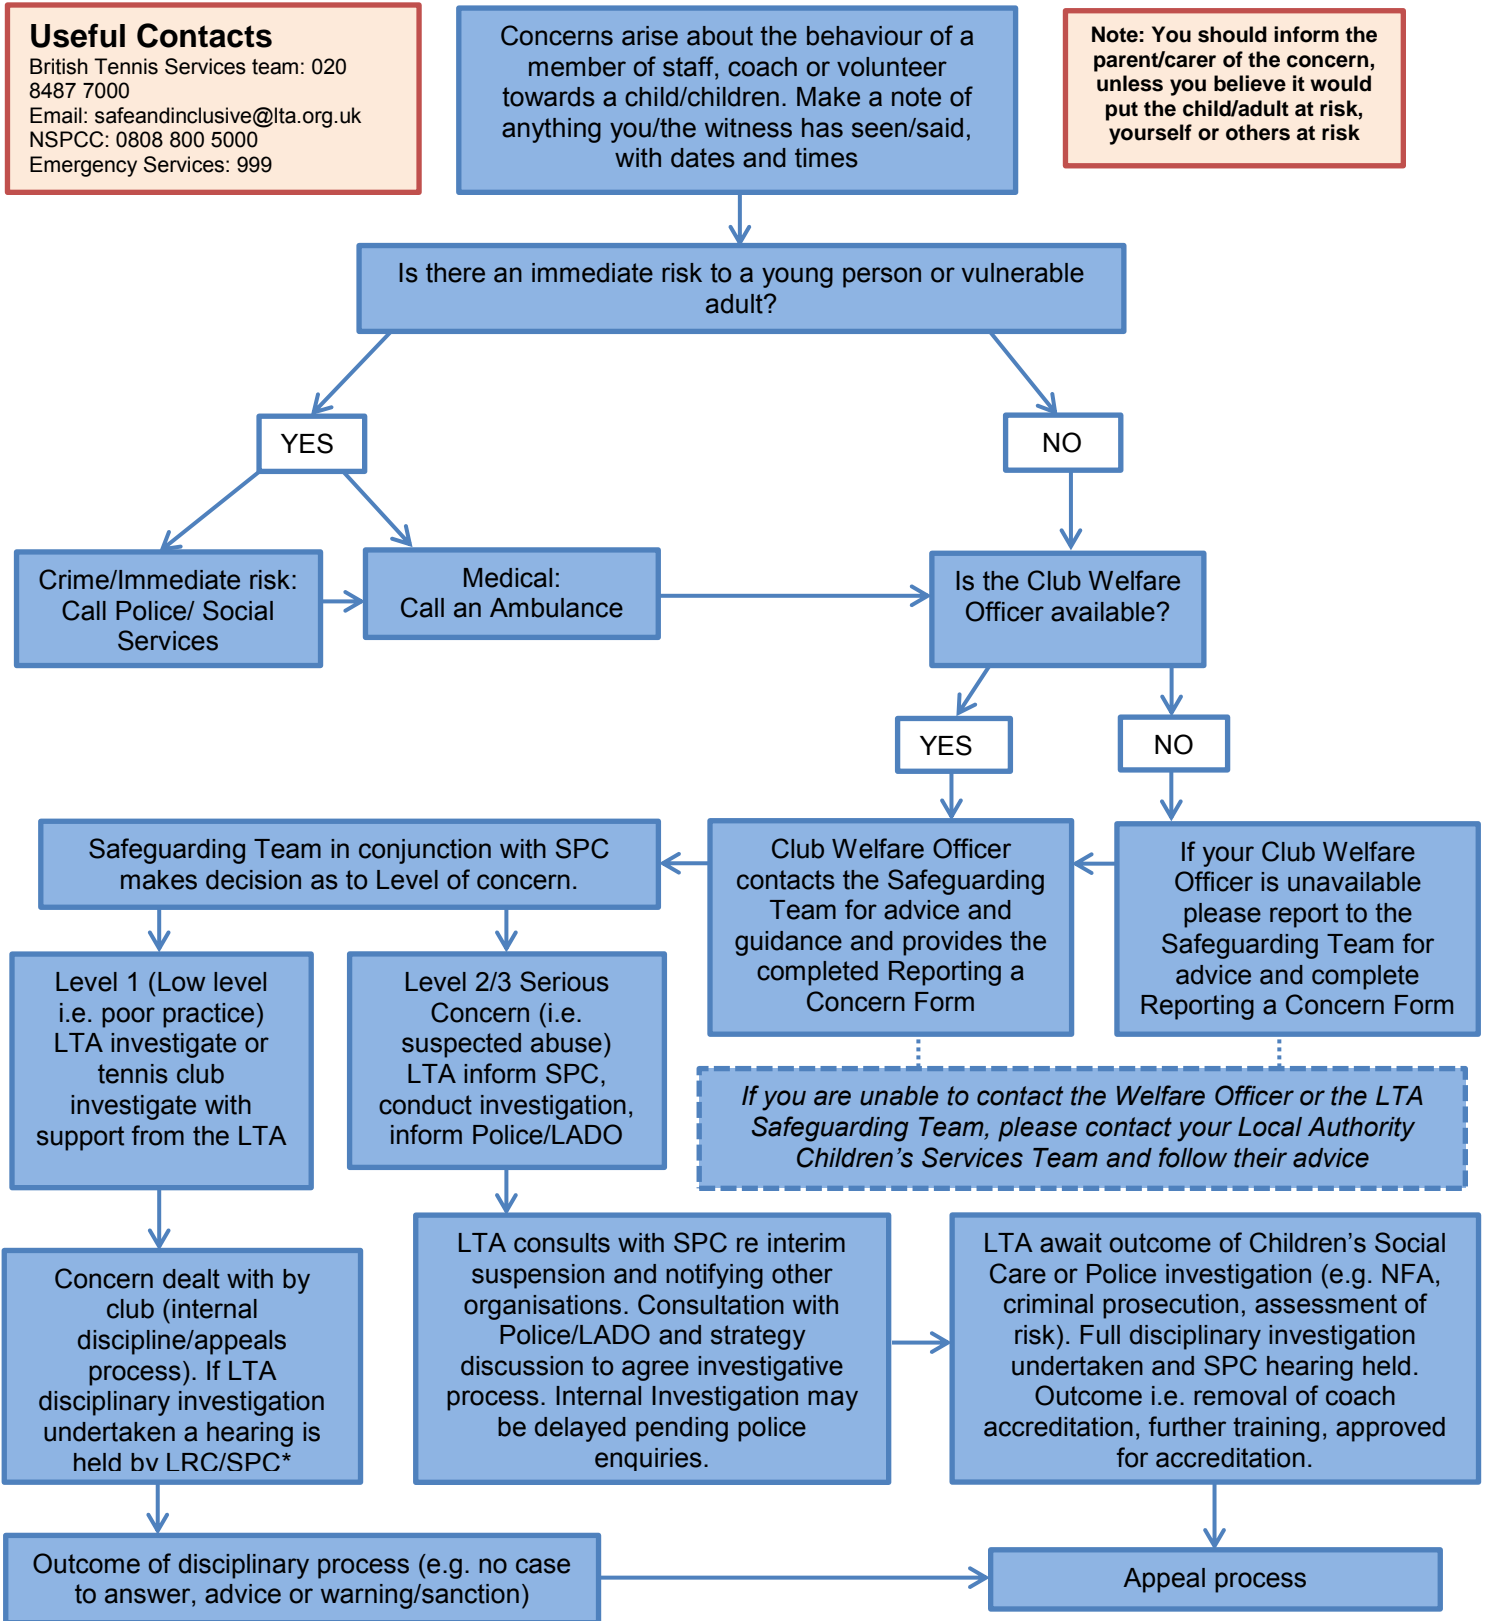 Useful Contacts
British Tennis Services team: 020
8487 7000
Email: safeandinclusive@lta.org.uk
NSPCC: 0808 800 5000
Emergency Services: 999
Concerns arise about the behaviour of a
member of staff, coach or volunteer
towards a child/children. Make a note of
anything you/the witness has seen/said,
with dates and times
Note: You should inform the
parent/carer of the concern,
unless you believe it would
put the child/adult at risk,
yourself or others at risk
Is there an immediate risk to a young person or vulnerable
adult?
YES
NO
Crime/Immediate risk:
Call Police/ Social
Services
Medical:
Call an Ambulance
Is the Club Welfare
Officer available?
YES
NO
Safeguarding Team in conjunction with SPC
makes decision as to Level of concern.
Club Welfare Officer
contacts the Safeguarding
Team for advice and
guidance and provides the
completed Reporting a
Concern Form
If your Club Welfare
Officer is unavailable
please report to the
Safeguarding Team for
advice and complete
Reporting a Concern Form
Level 1 (Low level
i.e. poor practice)
LTA investigate or
tennis club
investigate with
support from the LTA
Level 2/3 Serious
Concern (i.e.
suspected abuse)
LTA inform SPC,
conduct investigation,
inform Police/LADO
If you are unable to contact the Welfare Officer or the LTA
Safeguarding Team, please contact your Local Authority
Children’s Services Team and follow their advice
Concern dealt with by
club (internal
discipline/appeals
process). If LTA
disciplinary investigation
undertaken a hearing is
held by LRC/SPC*
LTA consults with SPC re interim
suspension and notifying other
organisations. Consultation with
Police/LADO and strategy
discussion to agree investigative
process. Internal Investigation may
be delayed pending police
enquiries.
LTA await outcome of Children’s Social
Care or Police investigation (e.g. NFA,
criminal prosecution, assessment of
risk). Full disciplinary investigation
undertaken and SPC hearing held.
Outcome i.e. removal of coach
accreditation, further training, approved
for accreditation.
Outcome of disciplinary process (e.g. no case
to answer, advice or warning/sanction)
Appeal process